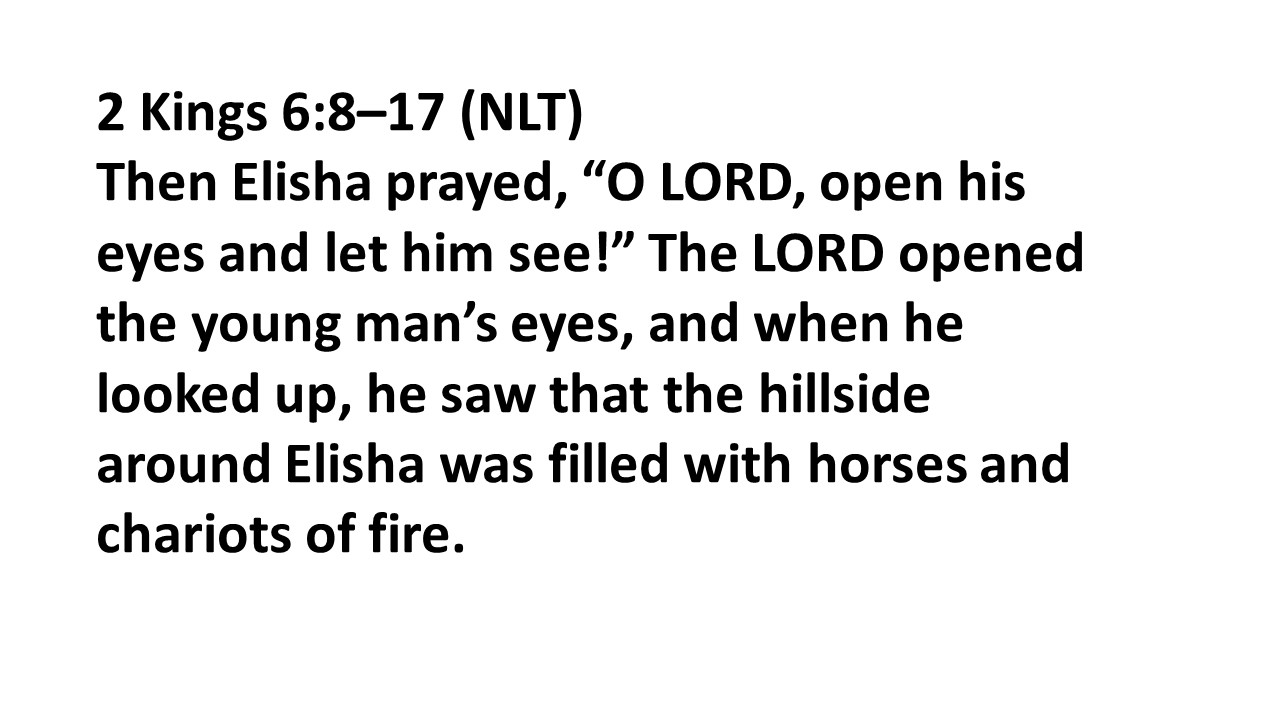 2 Kings 6:8–17 (NLT)
Then Elisha prayed, “O LORD, open his
eyes and let him see!” The LORD opened
the young man’s eyes, and when he
looked up, he saw that the hillside
around Elisha was filled with horses and
chariots of fire.